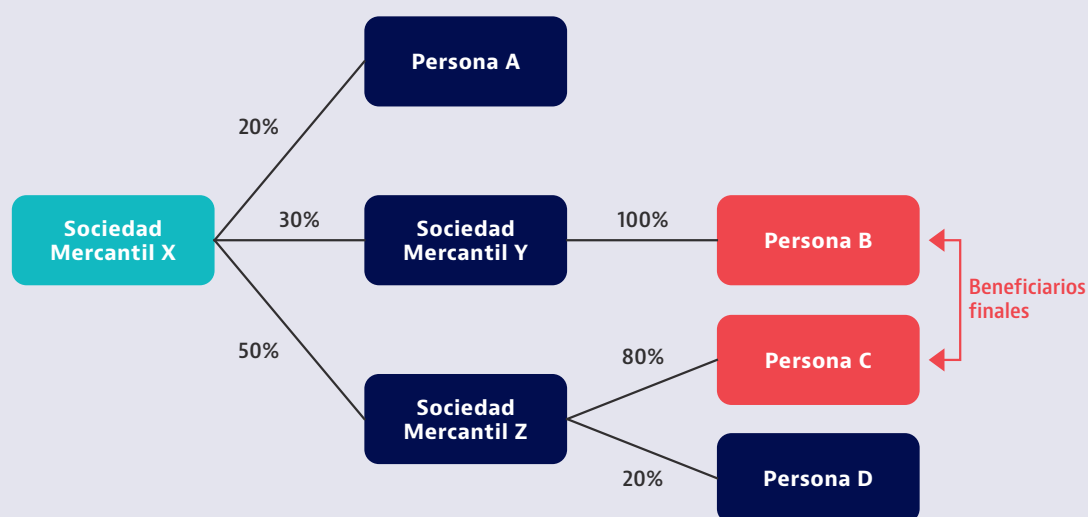 Persona A
20%
Sociedad
Mercantil X
30%
Sociedad
Mercantil Y
100%
Persona B
Beneficiarios
finales
50%
Sociedad
Mercantil Z
80%
Persona C
20%
Persona D